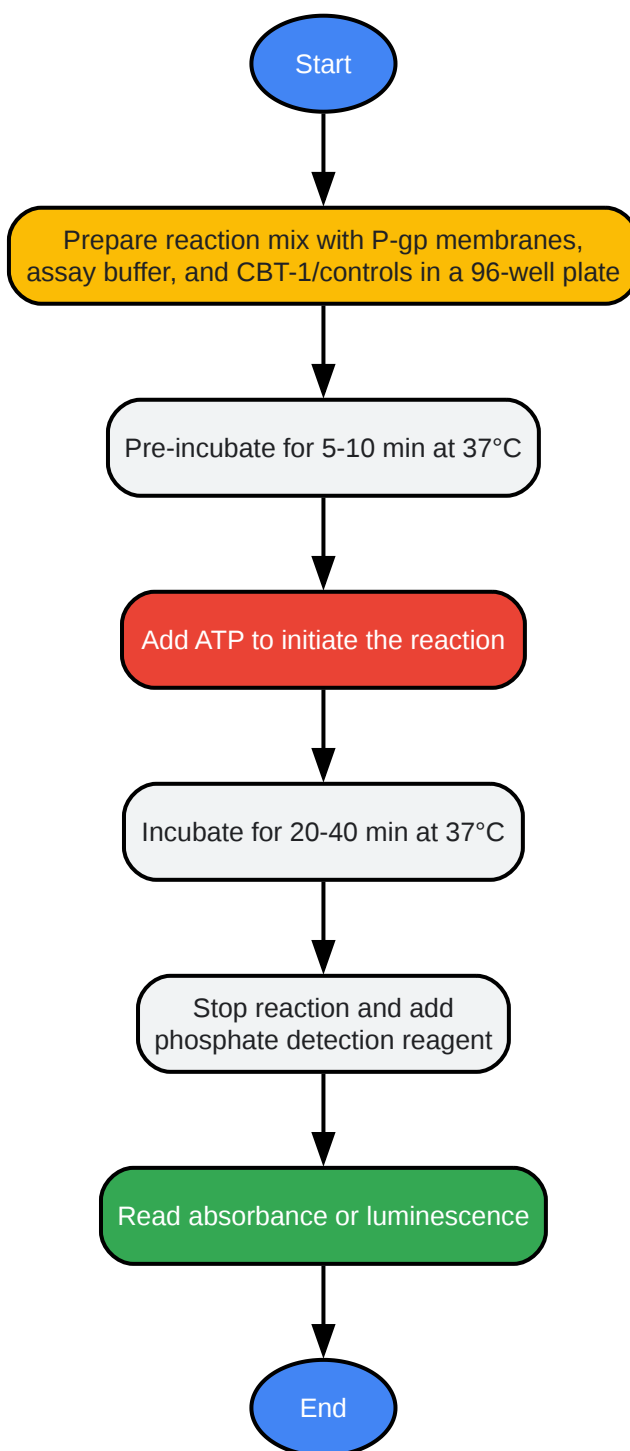 Start
Prepare reaction mix with P-gp membranes,
assay buffer, and CBT-1/controls in a 96-well plate
Pre-incubate for 5-10 min at 37°C
Add ATP to initiate the reaction
Incubate for 20-40 min at 37°C
Stop reaction and add
phosphate detection reagent
Read absorbance or luminescence
End